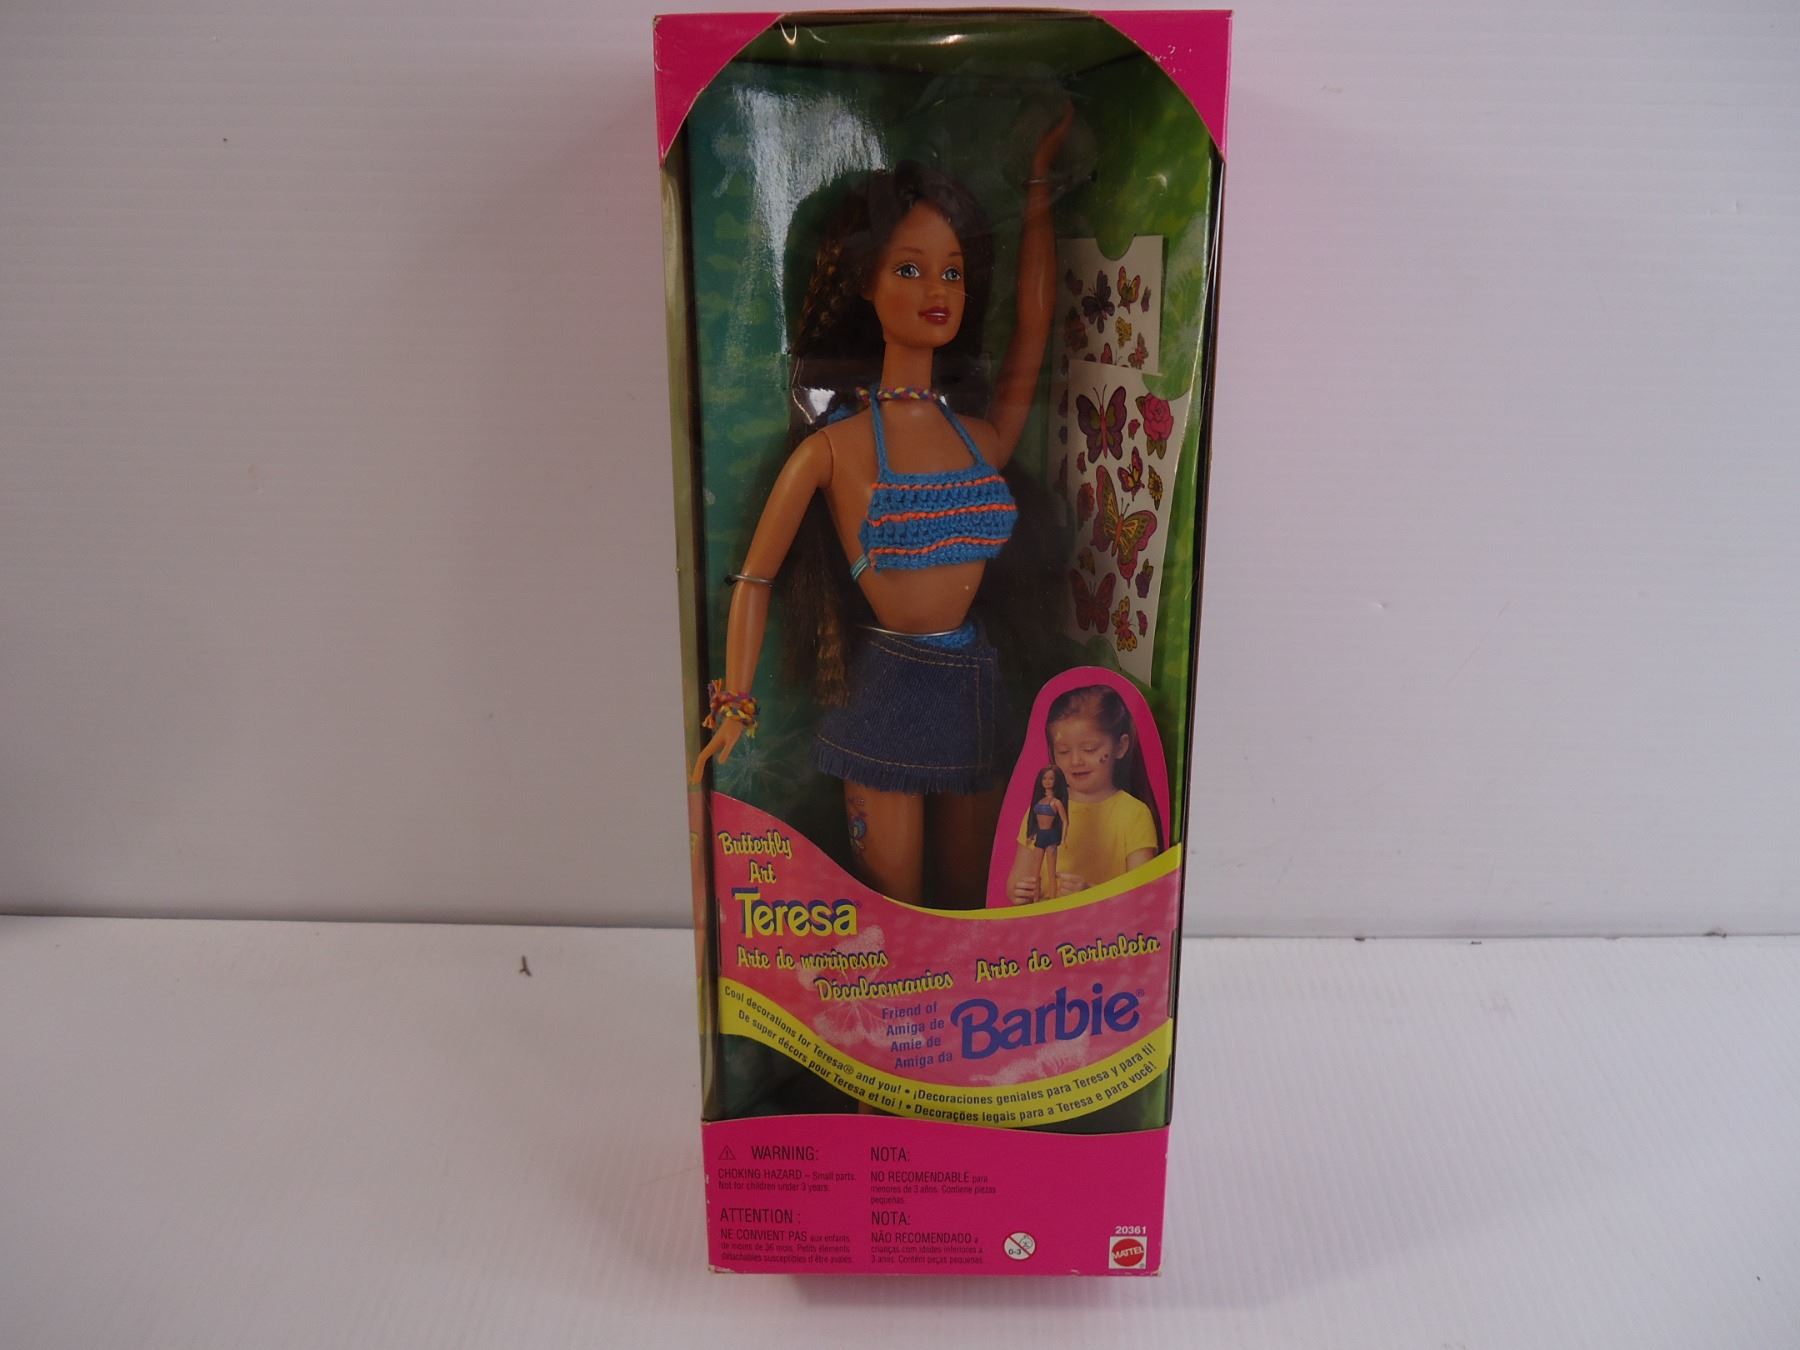 Butterfly
Art
Teresa®
Arte de mariposas
Décalcomanies
Arte de Borboleta
Friend of
Amiga de
Amie de
Amiga da
Barbie®
Cool decorations for Teresa® and you! • ¡Decoraciones geniales para Teresa y para ti!
De super décors pour Teresa et toi ! • Decorações legais para a Teresa e para você!
WARNING:
CHOKING HAZARD – Small parts.
Not for children under 3 years.
ATTENTION :
NE CONVIENT PAS aux enfants
de moins de 36 mois. Petits éléments
détachables susceptibles d'être avalés.
NOTA:
NO RECOMENDABLE para
menores de 3 años. Contiene piezas
pequeñas.
NOTA:
NÃO RECOMENDADO a
crianças com idades inferiores a
3 anos. Contém peças pequenas.
0-3
20361
MATTEL